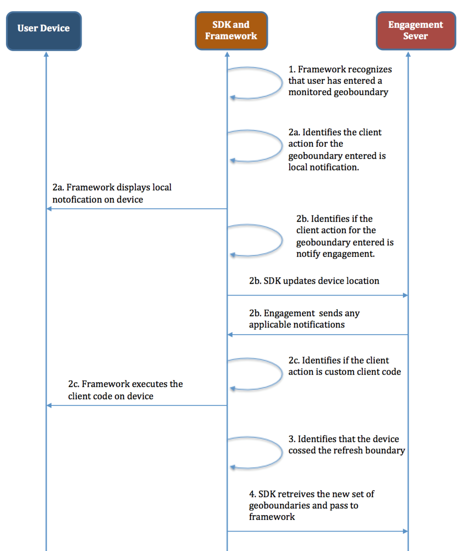 User Device
SDK and
Framework
Engagement
Sever
1. Framework recognizes
that user has entered a
monitored geoboundary
2a. Identifies the client
action for the
geoboundary entered is
local notification.
2a. Framework displays local
notofication on device
2b. Identifies if the
client action for the
geoboundary entered is
notify engagement.
2b. SDK updates device location
2b. Engagement sends any
applicable notifications
2c. Identifies if the client
action is custom client code
2c. Framework executes the
client code on device
3. Identifies that the device
cossed the refresh boundary
4. SDK retreives the new set of
geoboundaries and pass to
framework